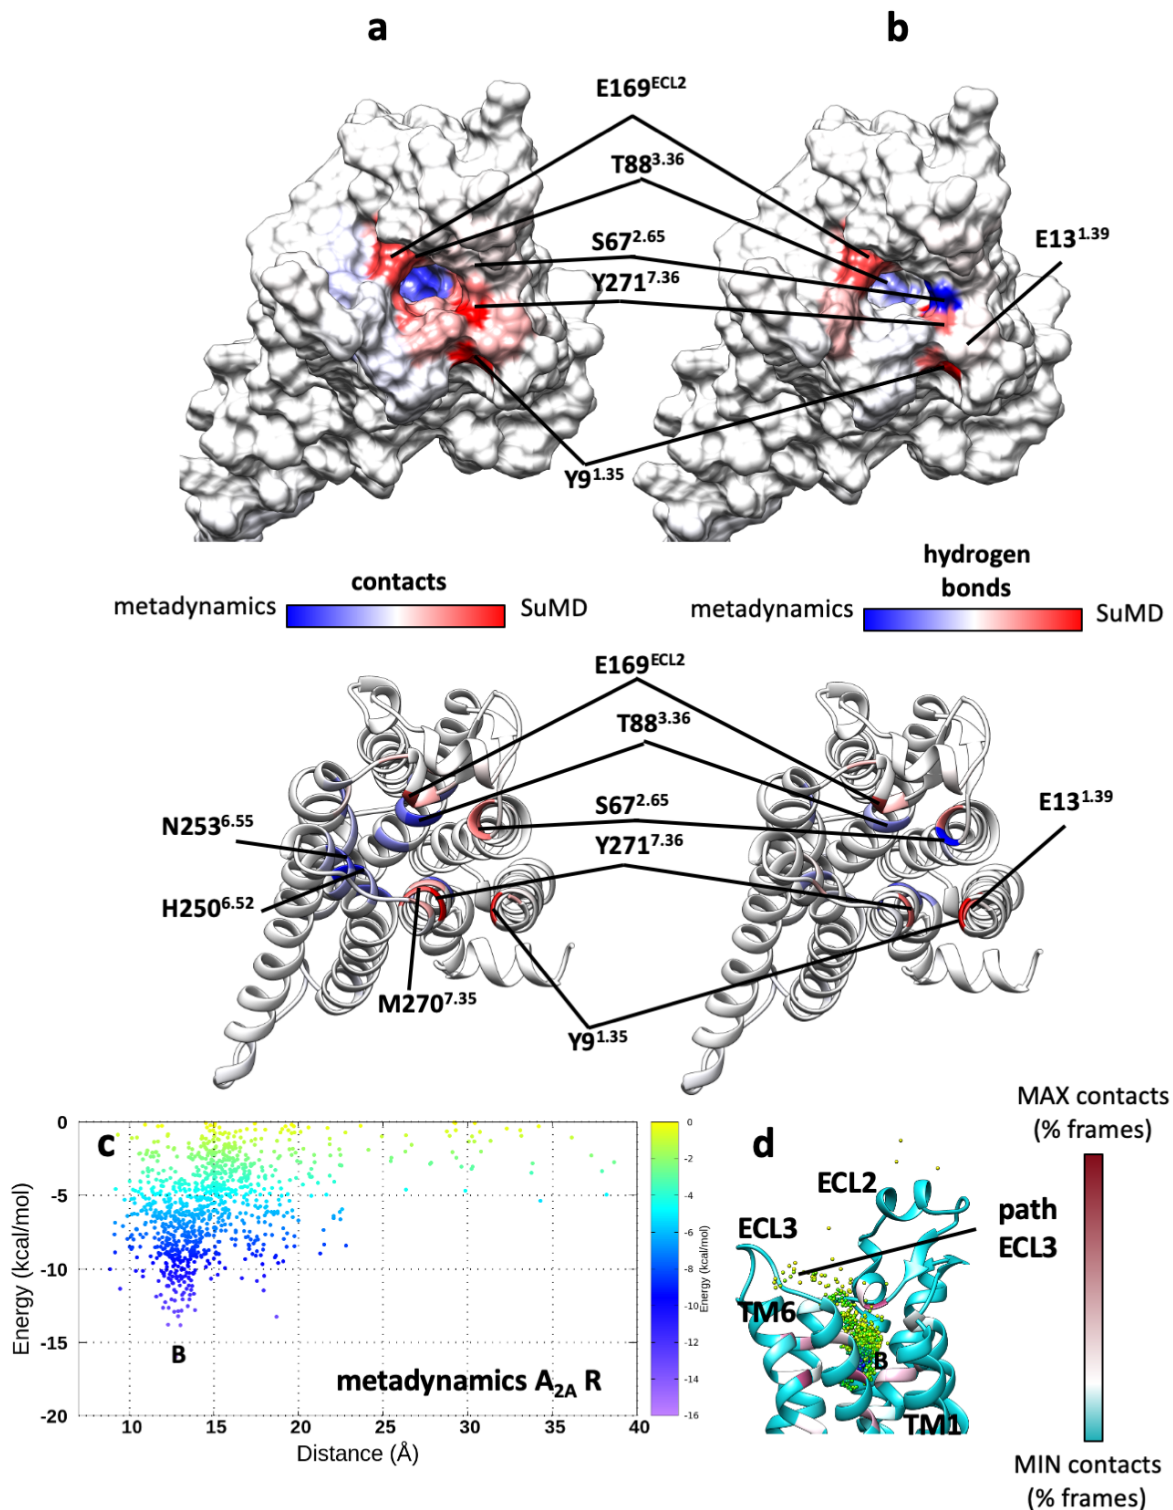 a b
E169ECL2
T883.36
S672.65
E131.39
Y2717.36
Y91.35
contacts
metadynamics SuMD
hydrogen
bonds
metadynamics SuMD
E169ECL2
T883.36
S672.65
E131.39
N2536.55
Y2717.36
H2506.52
M2707.35
Y91.35
c
0
-5
-10
-15
-20
10 15 20 25 30 35 40
Energy (kcal/mol)
Distance (Å)
B
metadynamics A2A R
0
-2
-4
-6
-8
-10
-12
-14
-16
Energy (kcal/mol)
d
ECL2
ECL3
path
ECL3
TM6
B
TM1
MAX contacts
(% frames)
MIN contacts
(% frames)